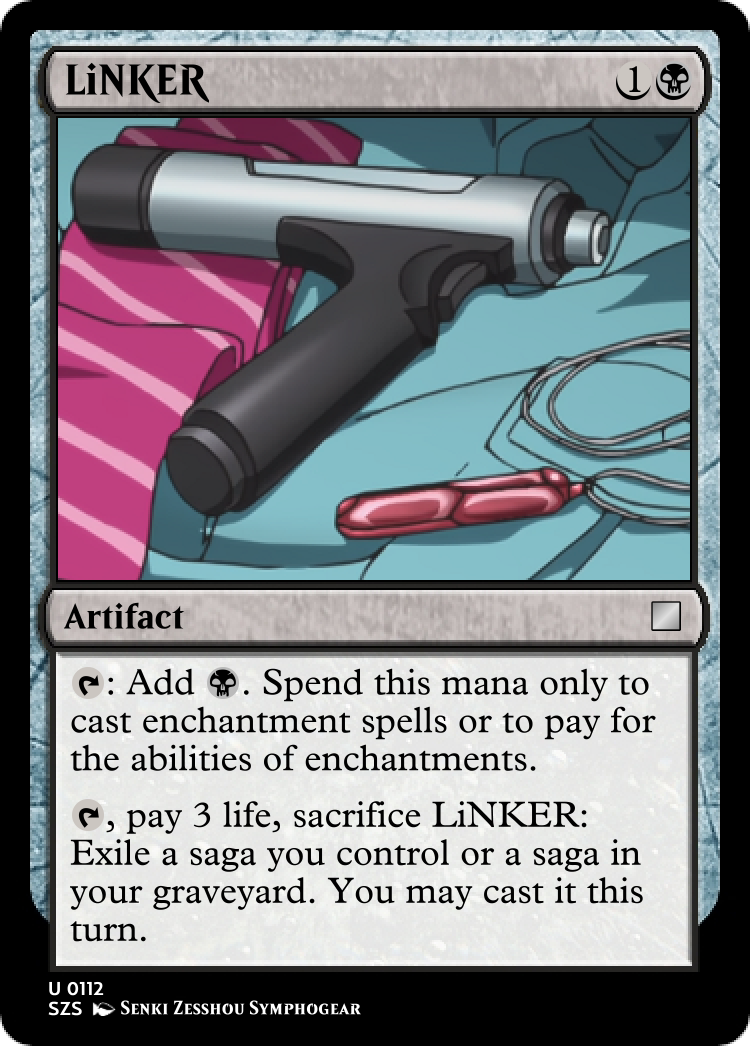 LiNKER 1
Artifact
: Add . Spend this mana only to
cast enchantment spells or to pay for
the abilities of enchantments.
, pay 3 life, sacrifice LiNKER:
Exile a saga you control or a saga in
your graveyard. You may cast it this
turn.
U 0112
SZS Senki Zesshou Symphogear